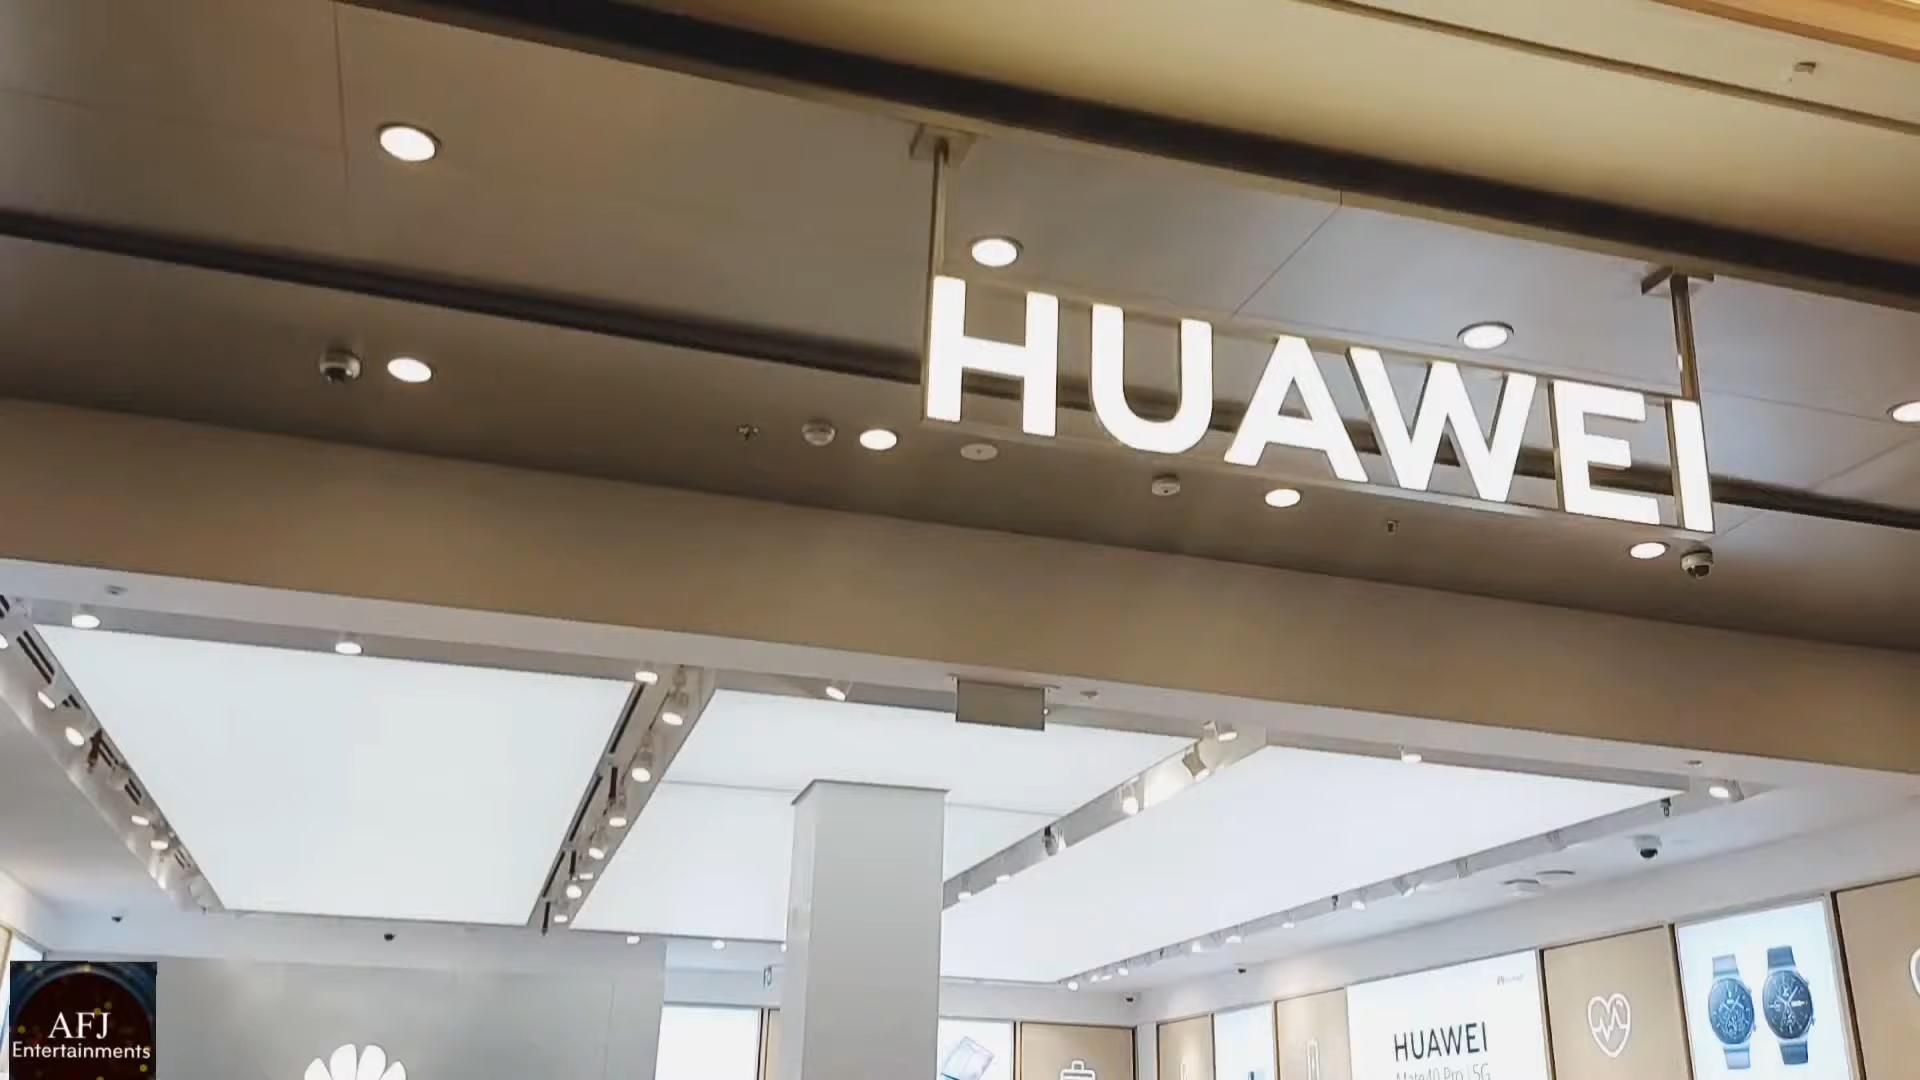 HUAWEI
HUAWEI
Mate40 Pro | 5G
AFJ
Entertainments